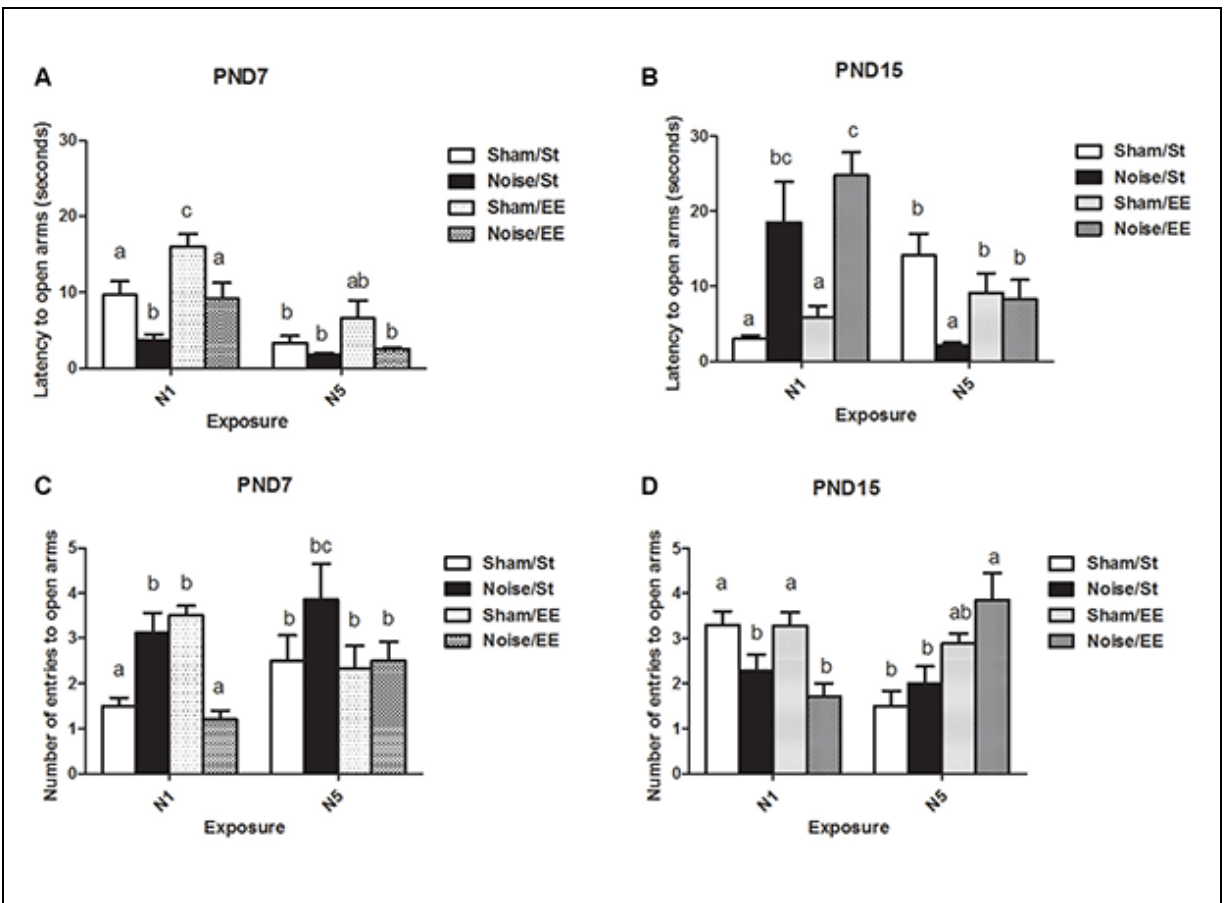 A
PND7
Latency to open arms (seconds)
30
20
10
0
a
b
c
a
b
b
ab
b
N1
N5
Exposure
Sham/St
Noise/St
Sham/EE
Noise/EE
B
PND15
Latency to open arms (seconds)
30
20
10
0
a
bc
a
c
b
a
b
b
N1
N5
Exposure
Sham/St
Noise/St
Sham/EE
Noise/EE
C
PND7
Number of entries to open arms
5
4
3
2
1
0
a
b
b
a
b
bc
b
b
N1
N5
Exposure
Sham/St
Noise/St
Sham/EE
Noise/EE
D
PND15
Number of entries to open arms
5
4
3
2
1
0
a
b
a
b
b
b
ab
a
N1
N5
Exposure
Sham/St
Noise/St
Sham/EE
Noise/EE